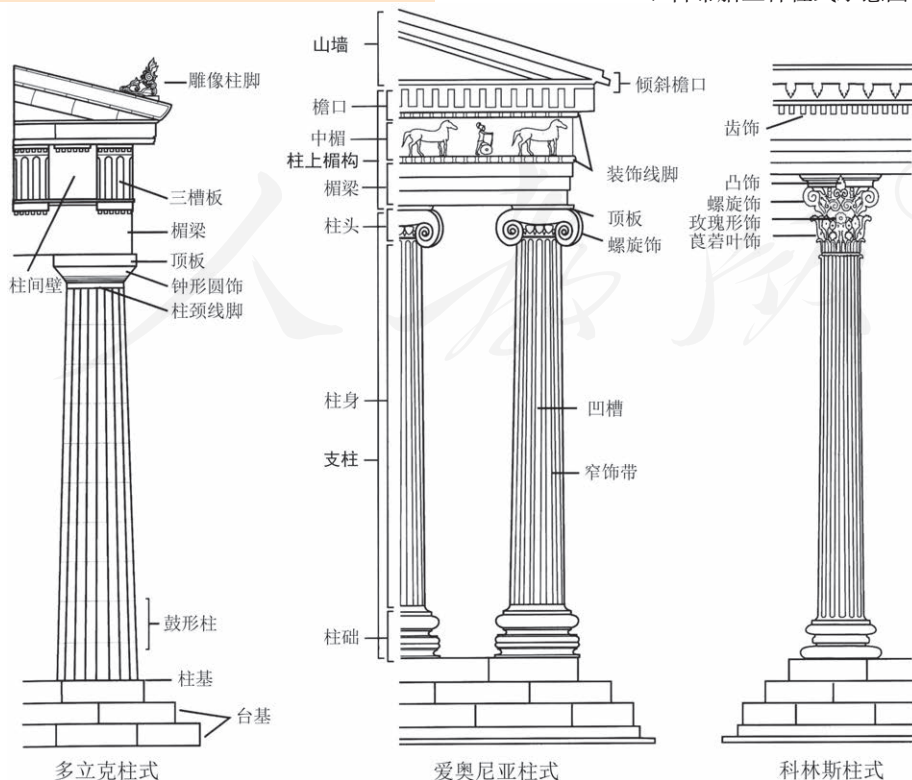 雕像柱脚
三槽板
楣梁
顶板
柱间壁
钟形圆饰
柱颈线脚
鼓形柱
柱基
台基
多立克柱式
山墙
倾斜檐口
檐口
中楣
柱上楣构
装饰线脚
楣梁
顶板
柱头
螺旋饰
柱身
凹槽
支柱
窄饰带
柱础
爱奥尼亚柱式
齿饰
凸饰
螺旋饰
玫瑰形饰
莨菪叶饰
科林斯柱式